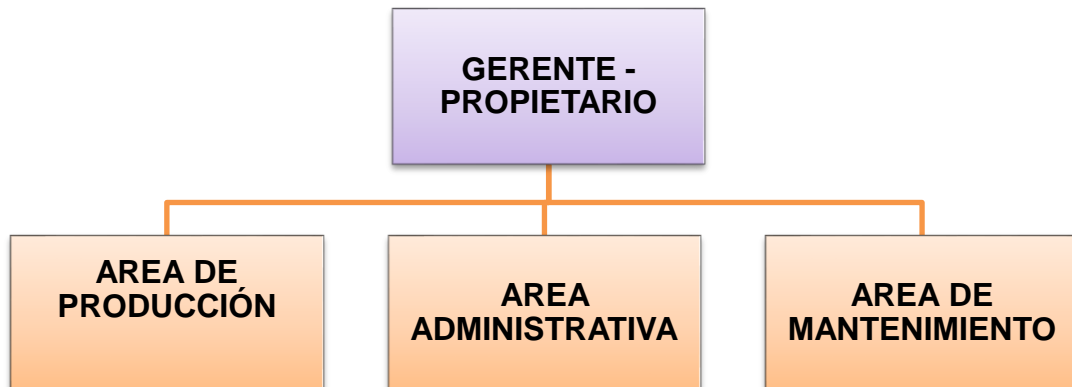 GERENTE -
PROPIETARIO
AREA DE
PRODUCCIÓN
AREA
ADMINISTRATIVA
AREA DE
MANTENIMIENTO